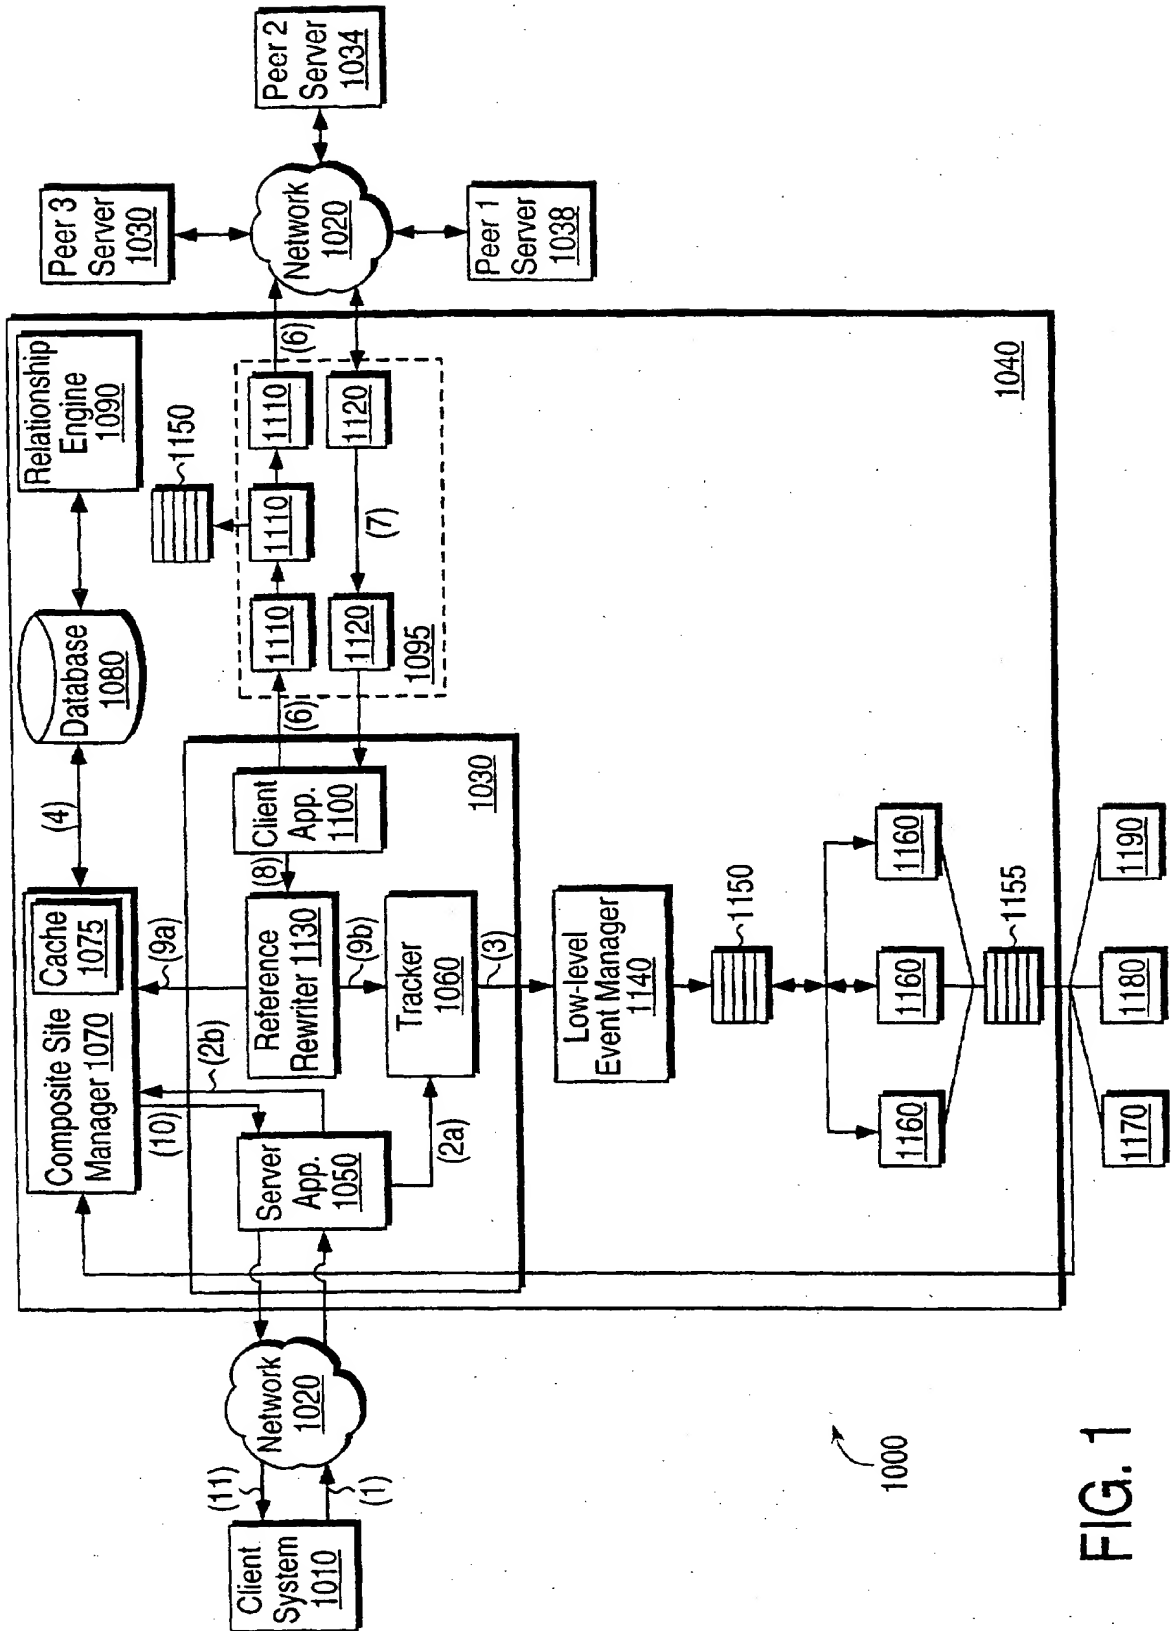 Client
System
1010
(11)
(1)
Network
1020
Composite Site
Manager 1070
Cache
1075
(4)
Database
1080
Relationship
Engine
1090
(10)
(2b)
(9a)
Server
App.
1050
(2a)
Reference
Rewriter 1130
(8)
(9b)
Client
App.
1100
Tracker
1060
(3)
1030
(6)
1110
1110
1110
(6)
1150
1120
(7)
1120
1095
Network
1020
Peer 3
Server
1030
Peer 2
Server
1034
Peer 1
Server
1038
Low-level
Event Manager
1140
1150
1160
1160
1160
1155
1170
1180
1190
1040
1000
FIG. 1